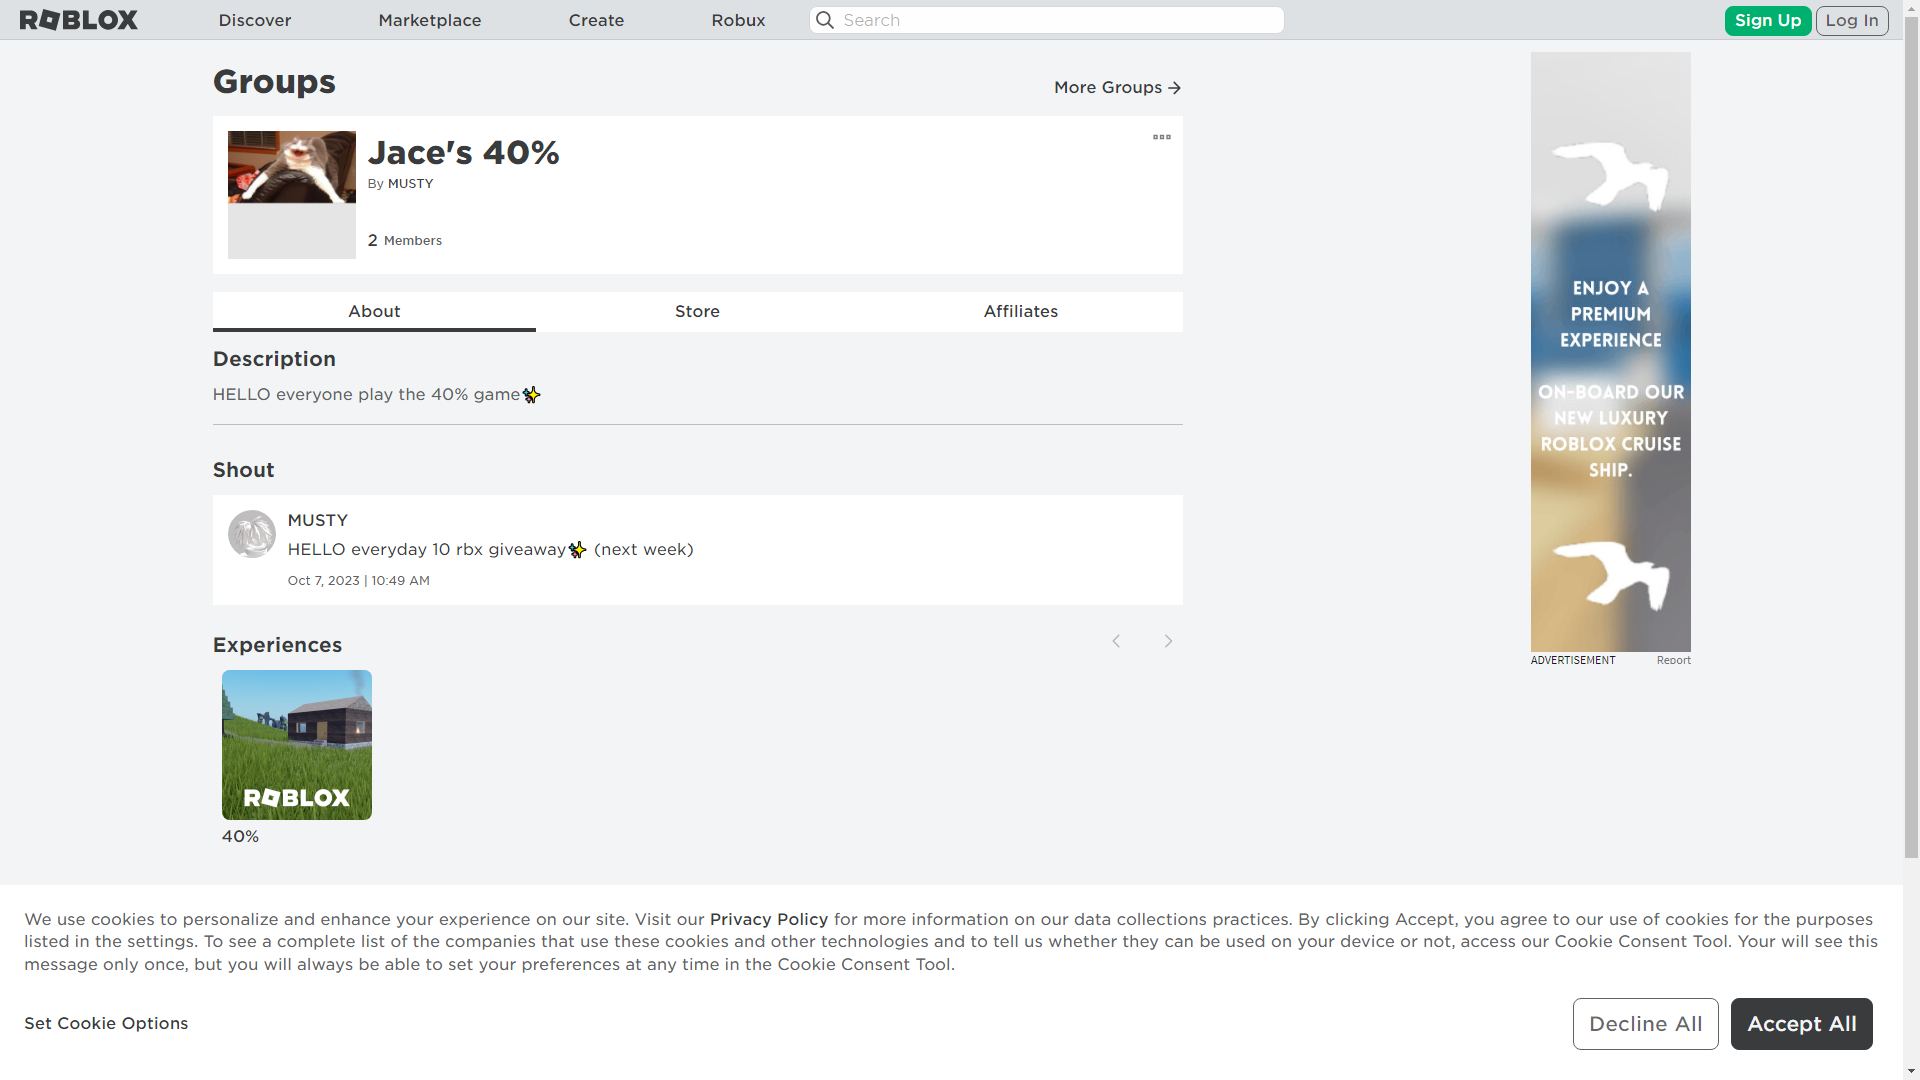 ROBLOX
Discover
Marketplace
Create
Robux
Search
Sign Up
Log In
Groups
More Groups
Jace's 40%
By MUSTY
2 Members
About
Store
Affiliates
Description
HELLO everyone play the 40% game✨
Shout
MUSTY
HELLO everyday 10 rbx giveaway✨ (next week)
Oct 7, 2023 | 10:49 AM
Experiences
ROBLOX
40%
ENJOY A
PREMIUM
EXPERIENCE
ON-BOARD OUR
NEW LUXURY
ROBLOX CRUISE
SHIP.
ADVERTISEMENT
Report
We use cookies to personalize and enhance your experience on our site. Visit our Privacy Policy for more information on our data collections practices. By clicking Accept, you agree to our use of cookies for the purposes
listed in the settings. To see a complete list of the companies that use these cookies and other technologies and to tell us whether they can be used on your device or not, access our Cookie Consent Tool. Your will see this
message only once, but you will always be able to set your preferences at any time in the Cookie Consent Tool.
Set Cookie Options
Decline All
Accept All